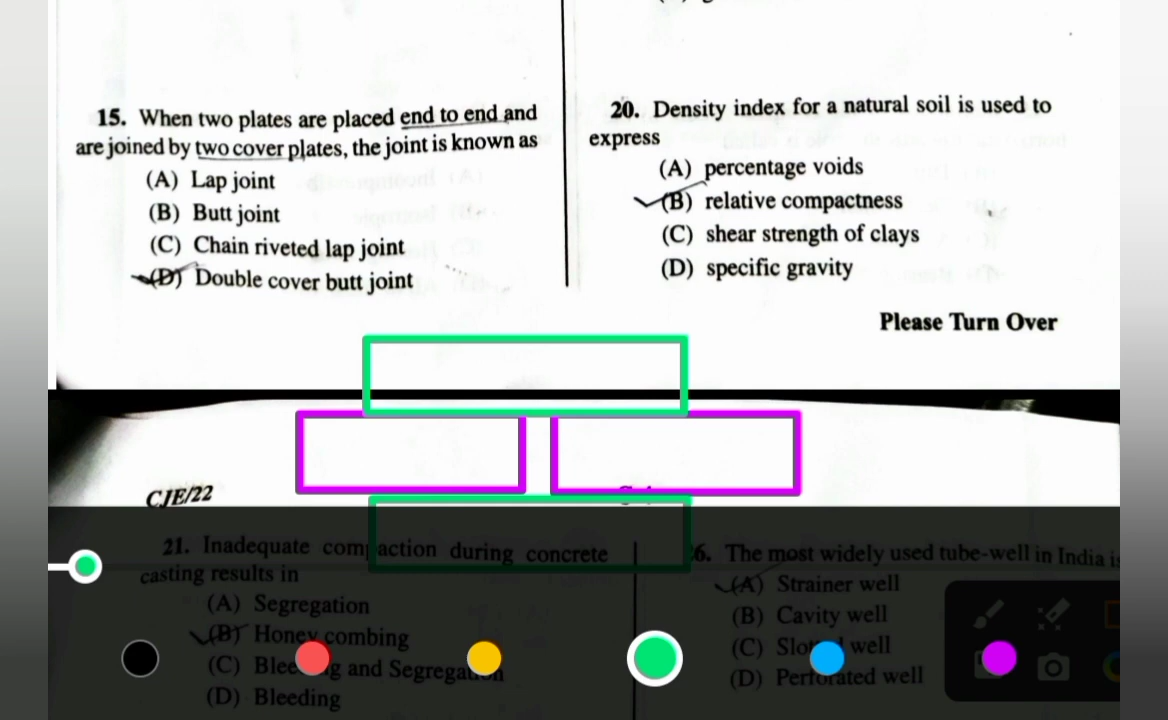 15. When two plates are placed end to end and
are joined by two cover plates, the joint is known as
(A) Lap joint
(B) Butt joint
(C) Chain riveted lap joint
(D) Double cover butt joint
20. Density index for a natural soil is used to
express
(A) percentage voids
(B) relative compactness
(C) shear strength of clays
(D) specific gravity
Please Turn Over
CJE/22
21. Inadequate compaction during concrete
casting results in
(A) Segregation
(B) Honey combing
(C) and
(D) Bleeding
6. The most widely used tube-well in India is
(A) Strainer well
(B) Cavity well
(C) well
(D) Perforated well